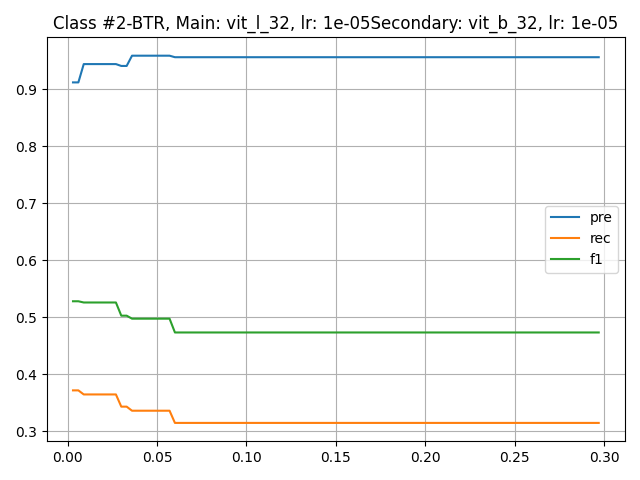 Class #2-BTR, Main: vit_l_32, lr: 1e-05Secondary: vit_b_32, lr: 1e-05
0.9
0.8
0.7
0.6
0.5
0.4
0.3
pre
rec
f1
0.00 0.05 0.10 0.15 0.20 0.25 0.30